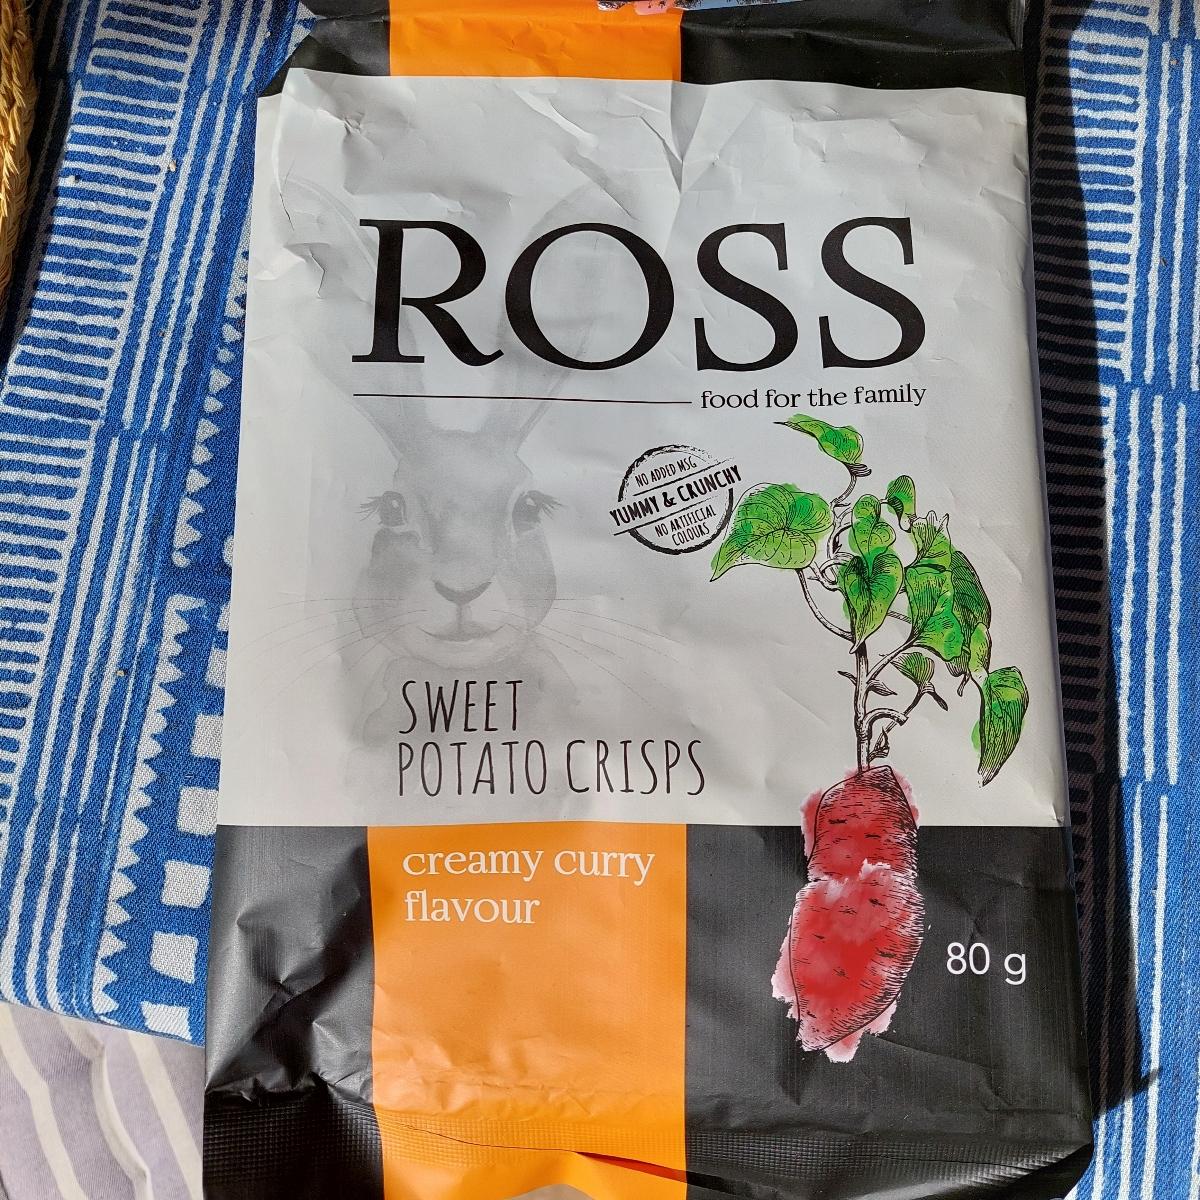 ROSS
food for the family
NO ADDED MSG
YUMMY & CRUNCHY
NO ARTIFICIAL
COLOURS
SWEET
POTATO CRISPS
creamy curry
flavour
80 g